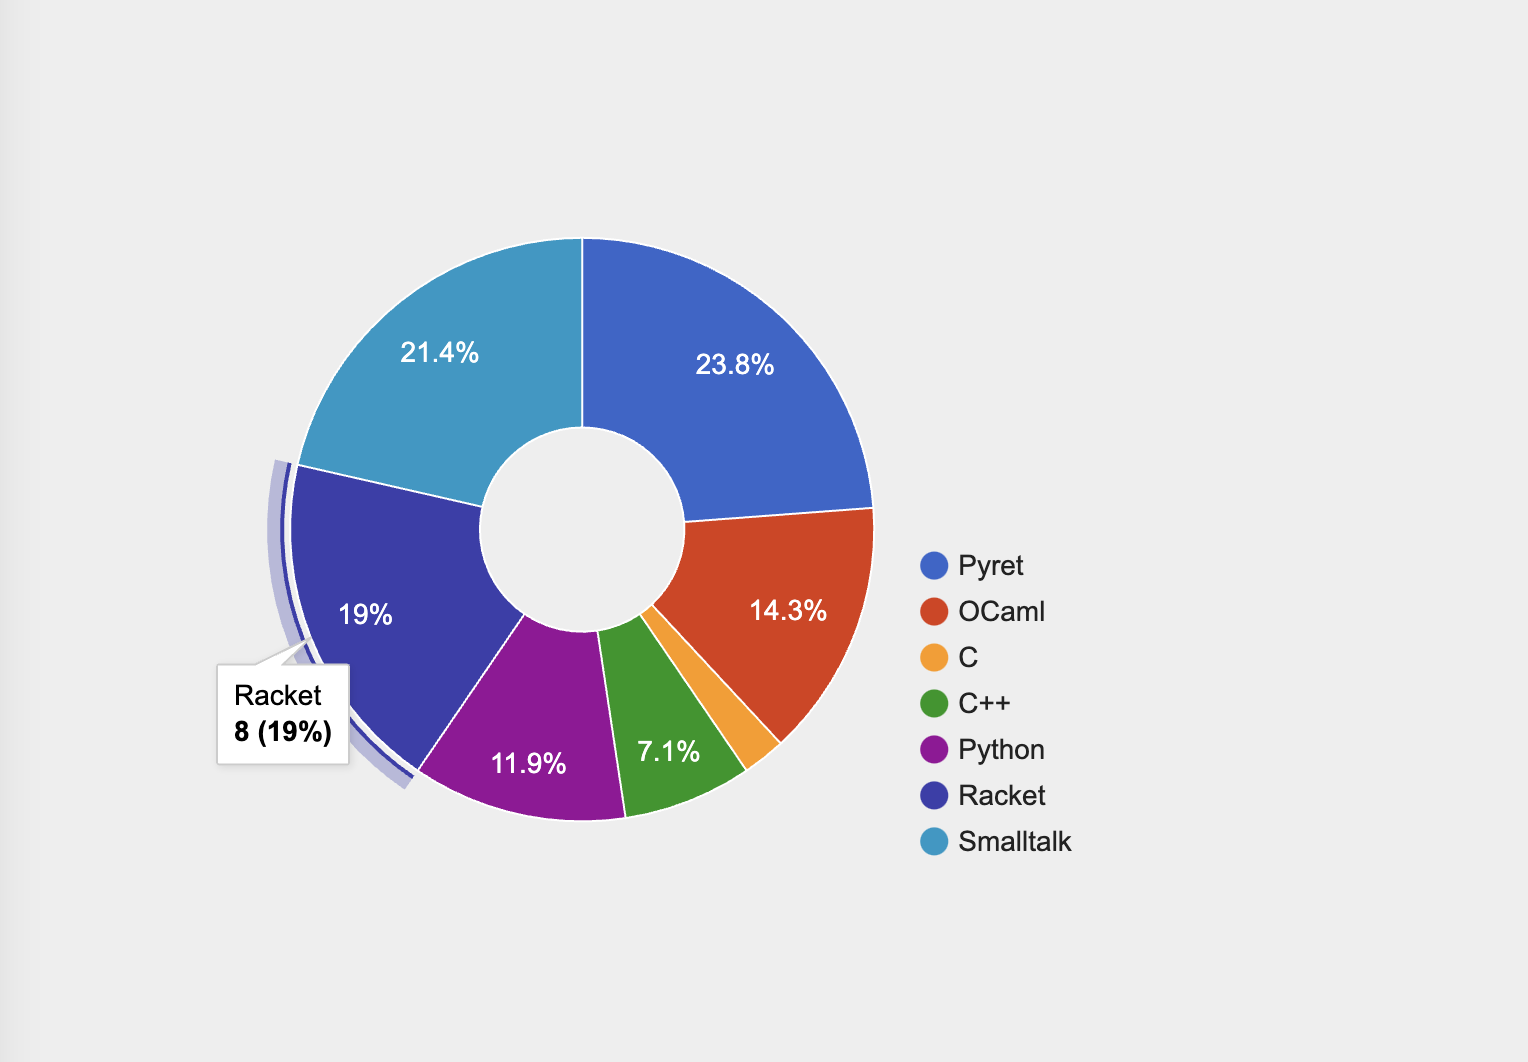 21.4%
23.8%
19%
14.3%
11.9%
7.1%
Racket
8 (19%)
Pyret
OCaml
C
C++
Python
Racket
Smalltalk